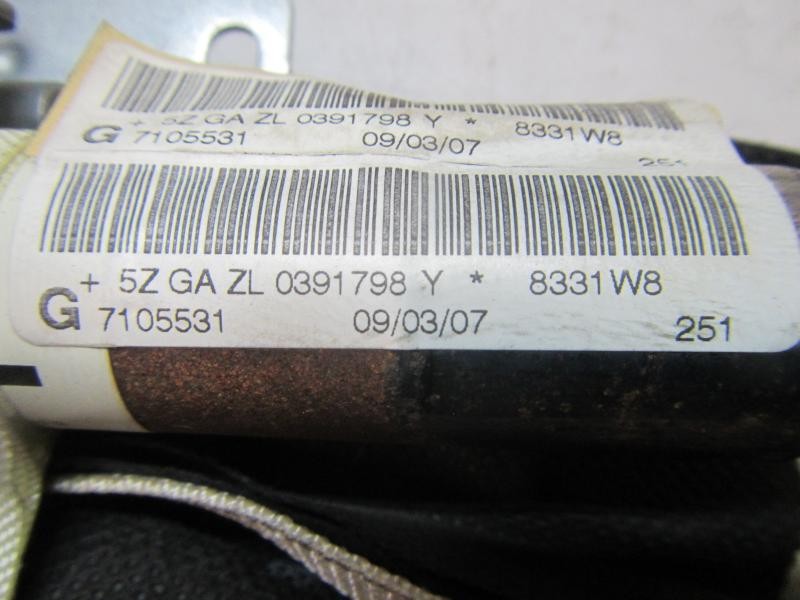 + 5Z GA ZL 0391798 Y * 8331W8
G 7105531 09/03/07
251
+ 5Z GA ZL 0391798 Y * 8331W8
G 7105531 09/03/07 251